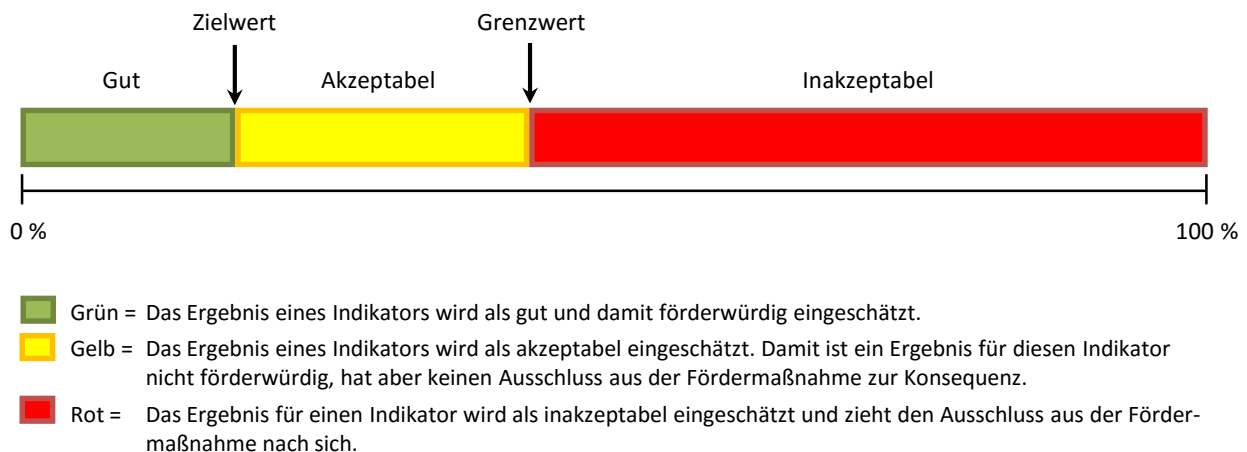 Zielwert Grenzwert
Gut Akzeptabel Inakzeptabel
0 % 100 %
Grün = Das Ergebnis eines Indikators wird als gut und damit förderwürdig eingeschätzt.
Gelb = Das Ergebnis eines Indikators wird als akzeptabel eingeschätzt. Damit ist ein Ergebnis für diesen Indikator
nicht förderwürdig, hat aber keinen Ausschluss aus der Fördermaßnahme zur Konsequenz.
Rot = Das Ergebnis für einen Indikator wird als inakzeptabel eingeschätzt und zieht den Ausschluss aus der Förder-
maßnahme nach sich.